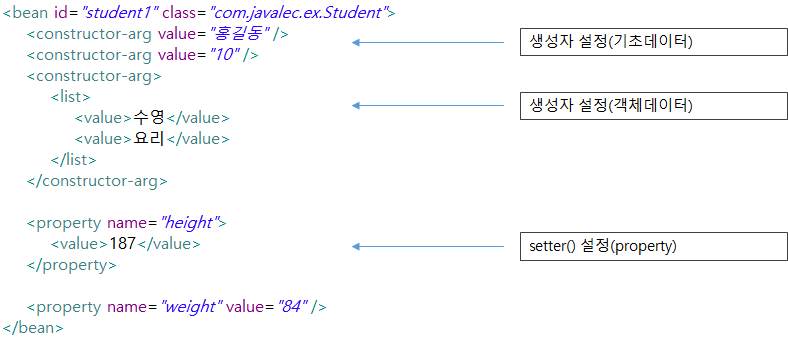 <bean id="student1" class="com.javalec.ex.Student">
<constructor-arg value="홍길동" />
<constructor-arg value="10" />
<constructor-arg>
<list>
<value>수영</value>
<value>요리</value>
</list>
</constructor-arg>
<property name="height">
<value>187</value>
</property>
<property name="weight" value="84" />
</bean>
생성자 설정(기초데이터)
생성자 설정(객체데이터)
setter() 설정(property)